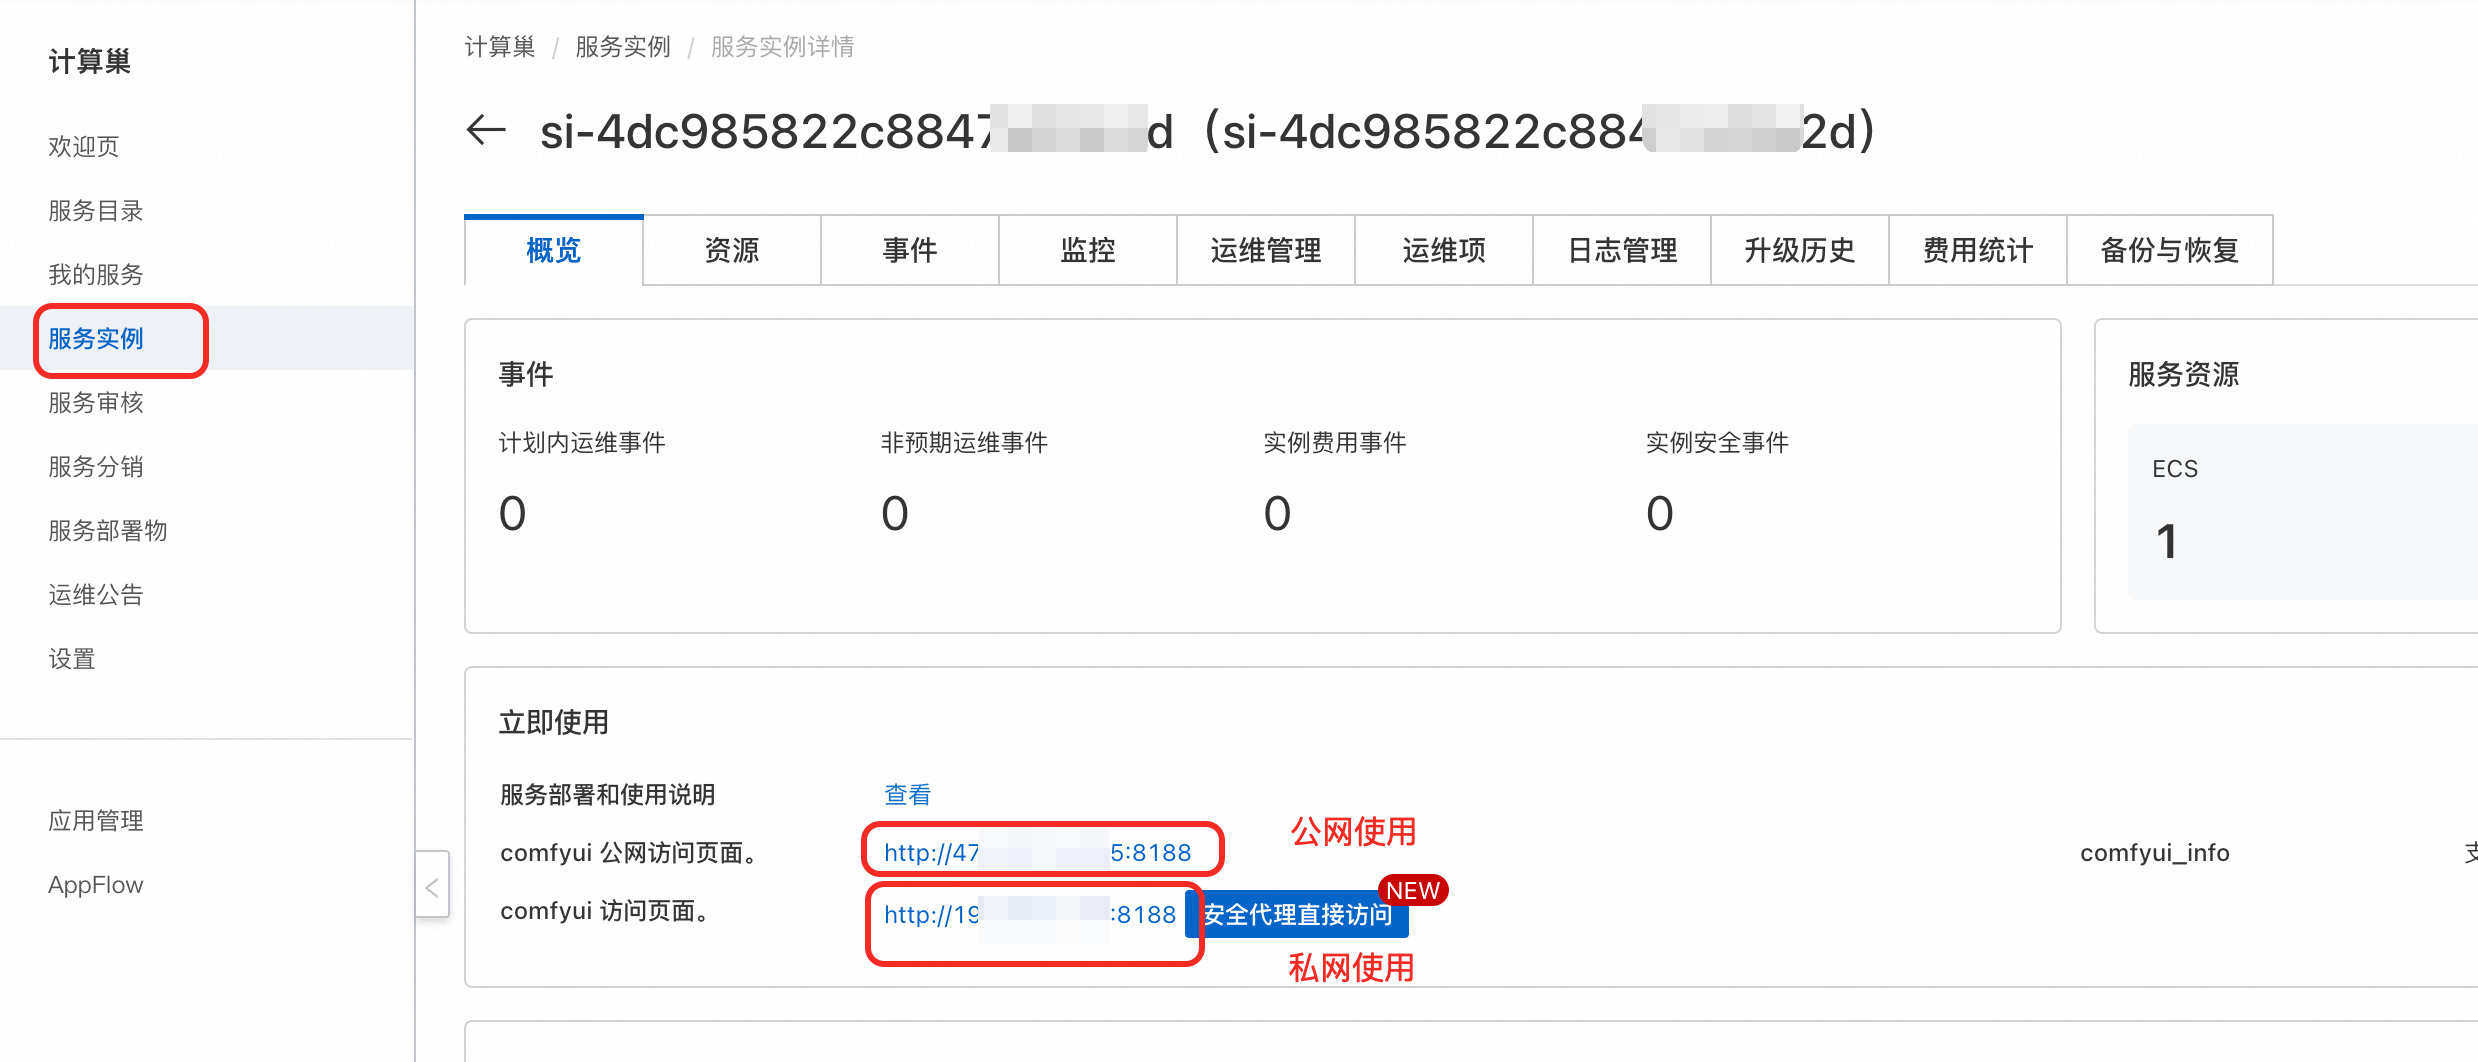 计算巢
欢迎页
服务目录
我的服务
服务实例
服务审核
服务分销
服务部署物
运维公告
设置
应用管理
AppFlow
计算巢 / 服务实例 / 服务实例详情
si-4dc985822c8847 d（si-4dc985822c884 2d）
概览 资源 事件 监控 运维管理 运维项 日志管理 升级历史 费用统计 备份与恢复
事件
计划内运维事件 非预期运维事件 实例费用事件 实例安全事件
0 0 0 0
服务资源
ECS
1
立即使用
服务部署和使用说明 查看
comfyui 公网访问页面。 http://47 5:8188 公网使用 comfyui_info
comfyui 访问页面。 http://19 :8188 安全代理直接访问 NEW
私网使用